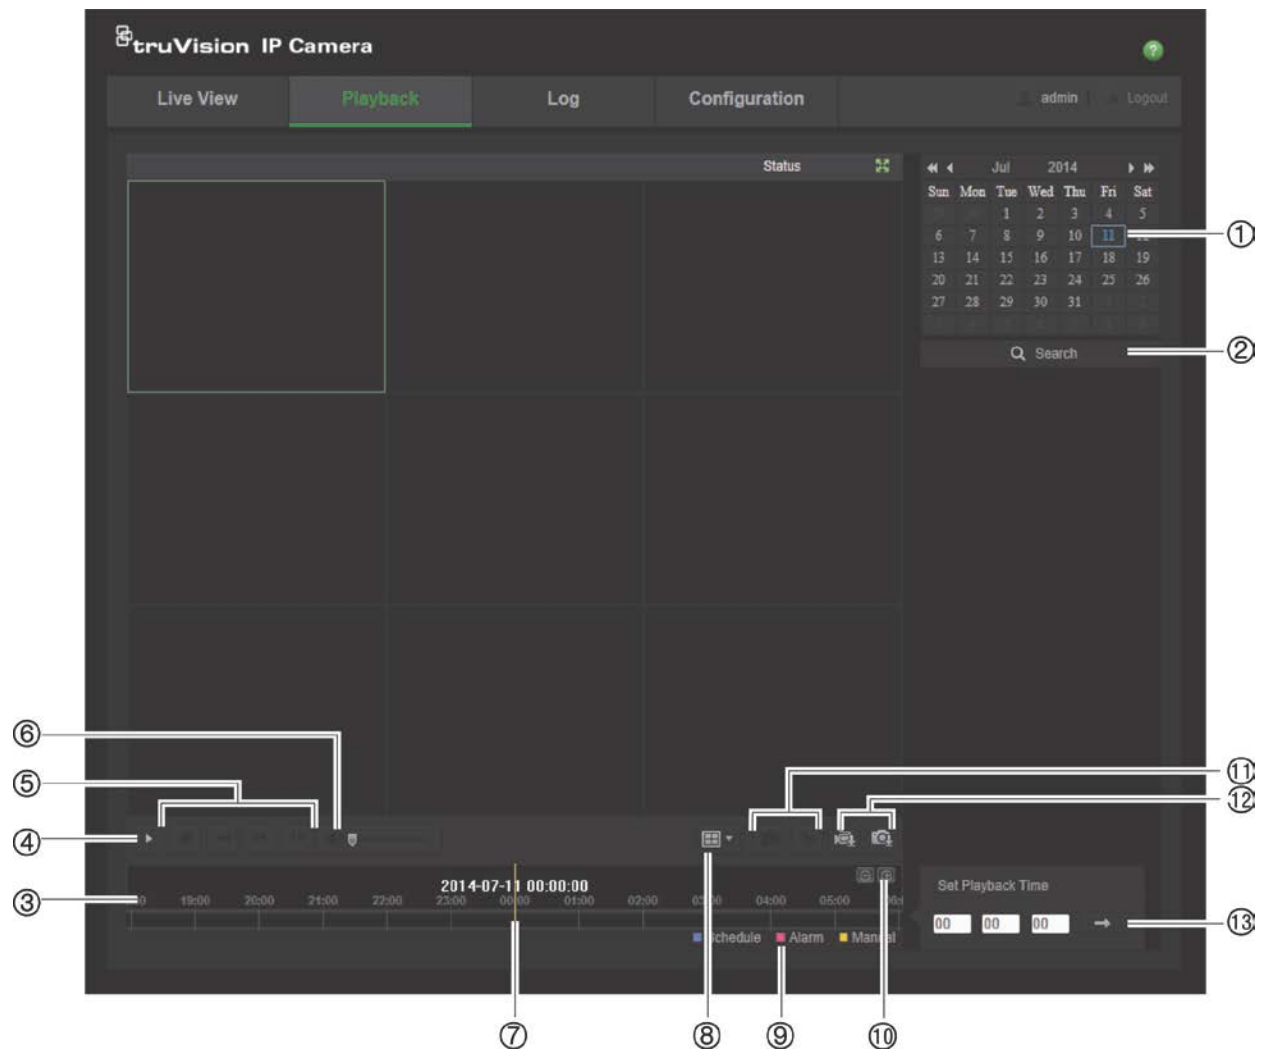 truVision IP Camera
?
Live View Playback Log Configuration admin Logout
Status
Jul 2014
Sun Mon Tue Wed Thu Fri Sat
1 2 3 4 5
6 7 8 9 10 11
13 14 15 16 17 18 19
20 21 22 23 24 25 26
27 28 29 30 31
Search
①
②
⑥
⑤
④
③
⑪
⑫
⑬
2014-07-11 00:00:00
19:00 20:00 21:00 22:00 23:00 00:00 01:00 02:00 03:00 04:00 05:00
Schedule Alarm Manual
Set Playback Time
00 00 00
⑦ ⑧ ⑨ ⑩